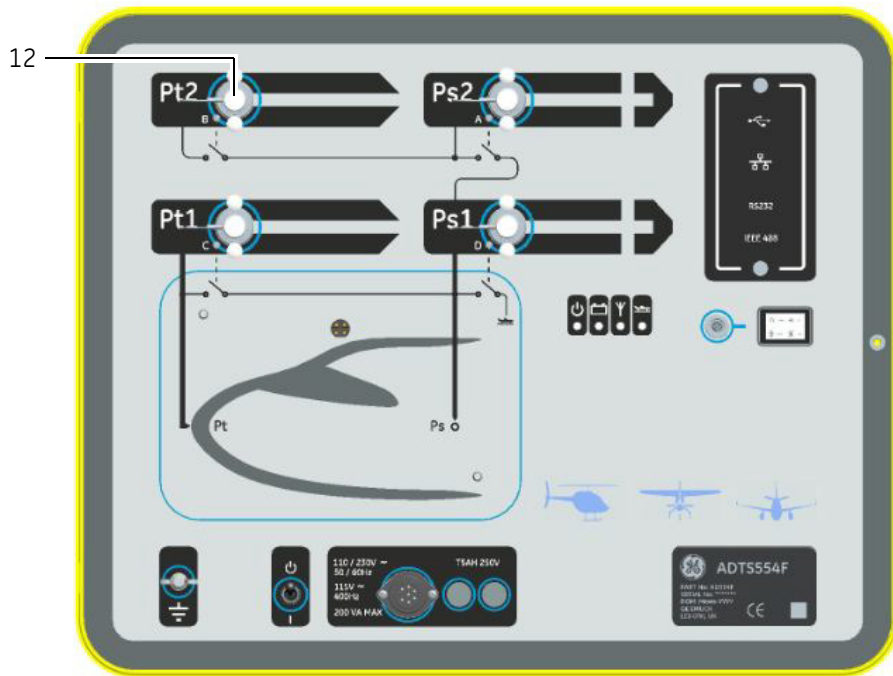 12
Pt2
B
Ps2
A
Pt1
C
Ps1
D
RS232
IEEE 488
Pt
Ps
110 / 230V ~
50 / 60Hz
115V ~
400Hz
200 VA MAX
T5AH 250V
I
GE
ADTS554F
CE